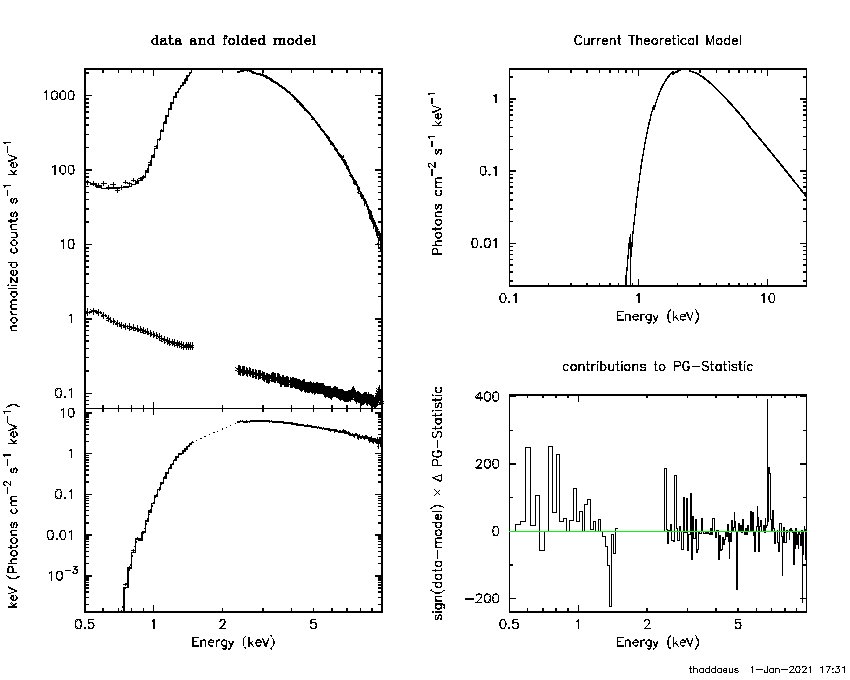 data and folded model
normalized counts s−1 keV−1
1000
100
10
1
0.1
keV (Photons cm−2 s−1 keV−1)
10
1
0.1
0.01
10−3
0.5 1 2 5
Energy (keV)
Current Theoretical Model
Photons cm−2 s−1 keV−1
1
0.1
0.01
0.1 1 10
Energy (keV)
contributions to PG−Statistic
sign(data−model) × Δ PG−Statistic
400
200
0
−200
0.5 1 2 5
Energy (keV)
thaddaeus 1−Jan−2021 17:31